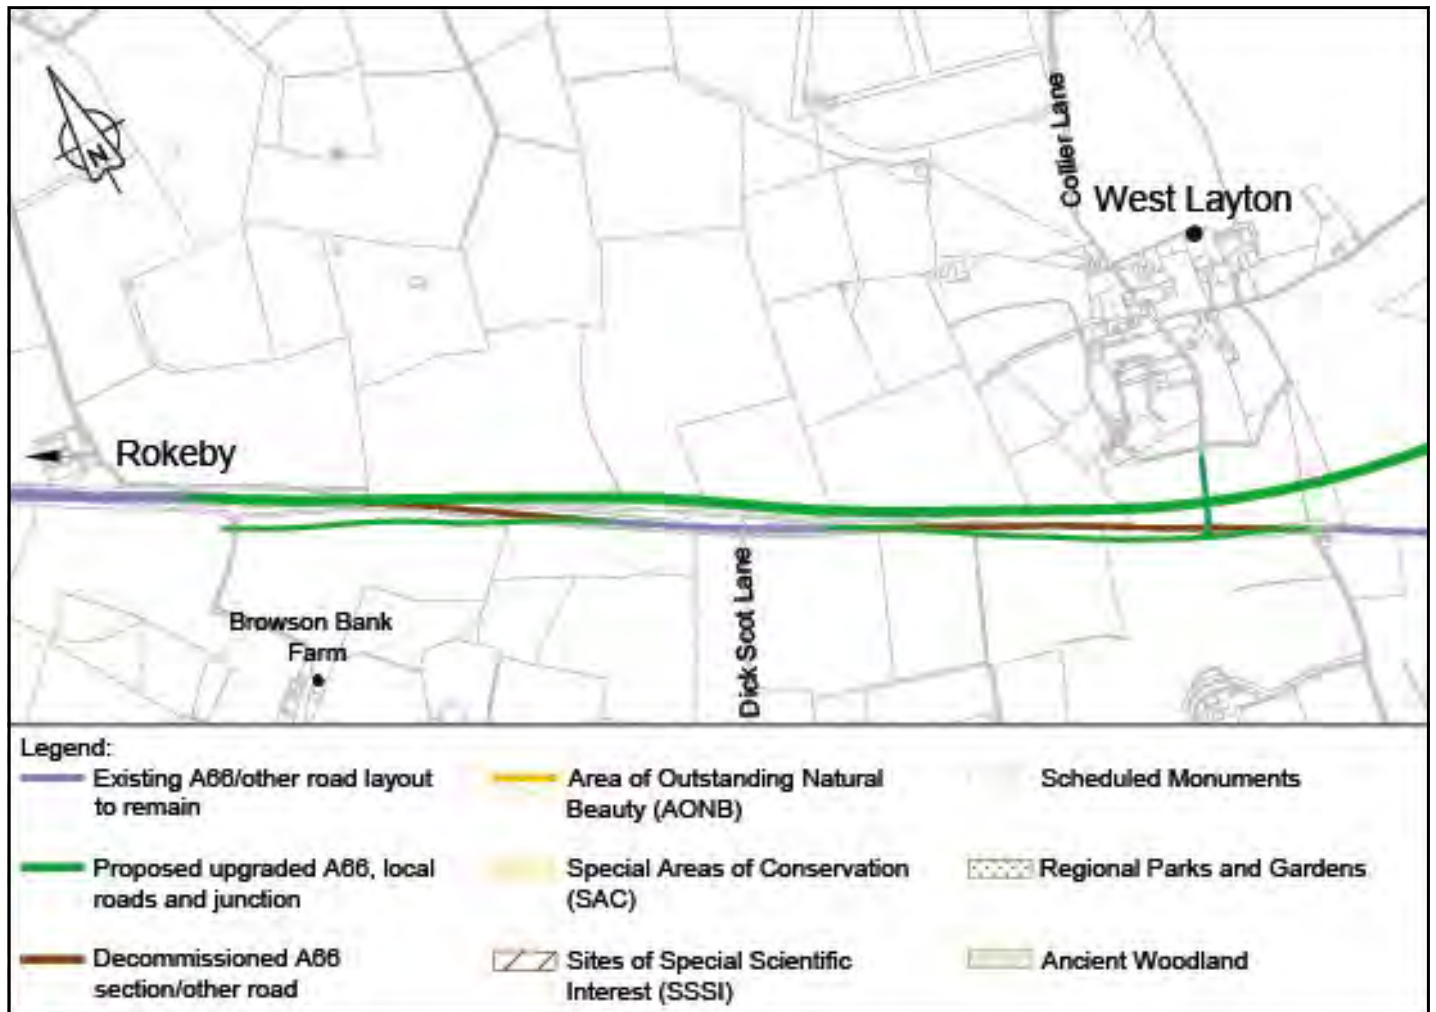 Collier Lane
West Layton
N
Rokeby
Dick Scot Lane
Browson Bank
Farm
Legend:
Existing A66/other road layout
to remain
Proposed upgraded A66, local
roads and junction
Decommissioned A66
section/other road
Area of Outstanding Natural
Beauty (AONB)
Special Areas of Conservation
(SAC)
Sites of Special Scientific
Interest (SSSI)
Scheduled Monuments
Regional Parks and Gardens
Ancient Woodland